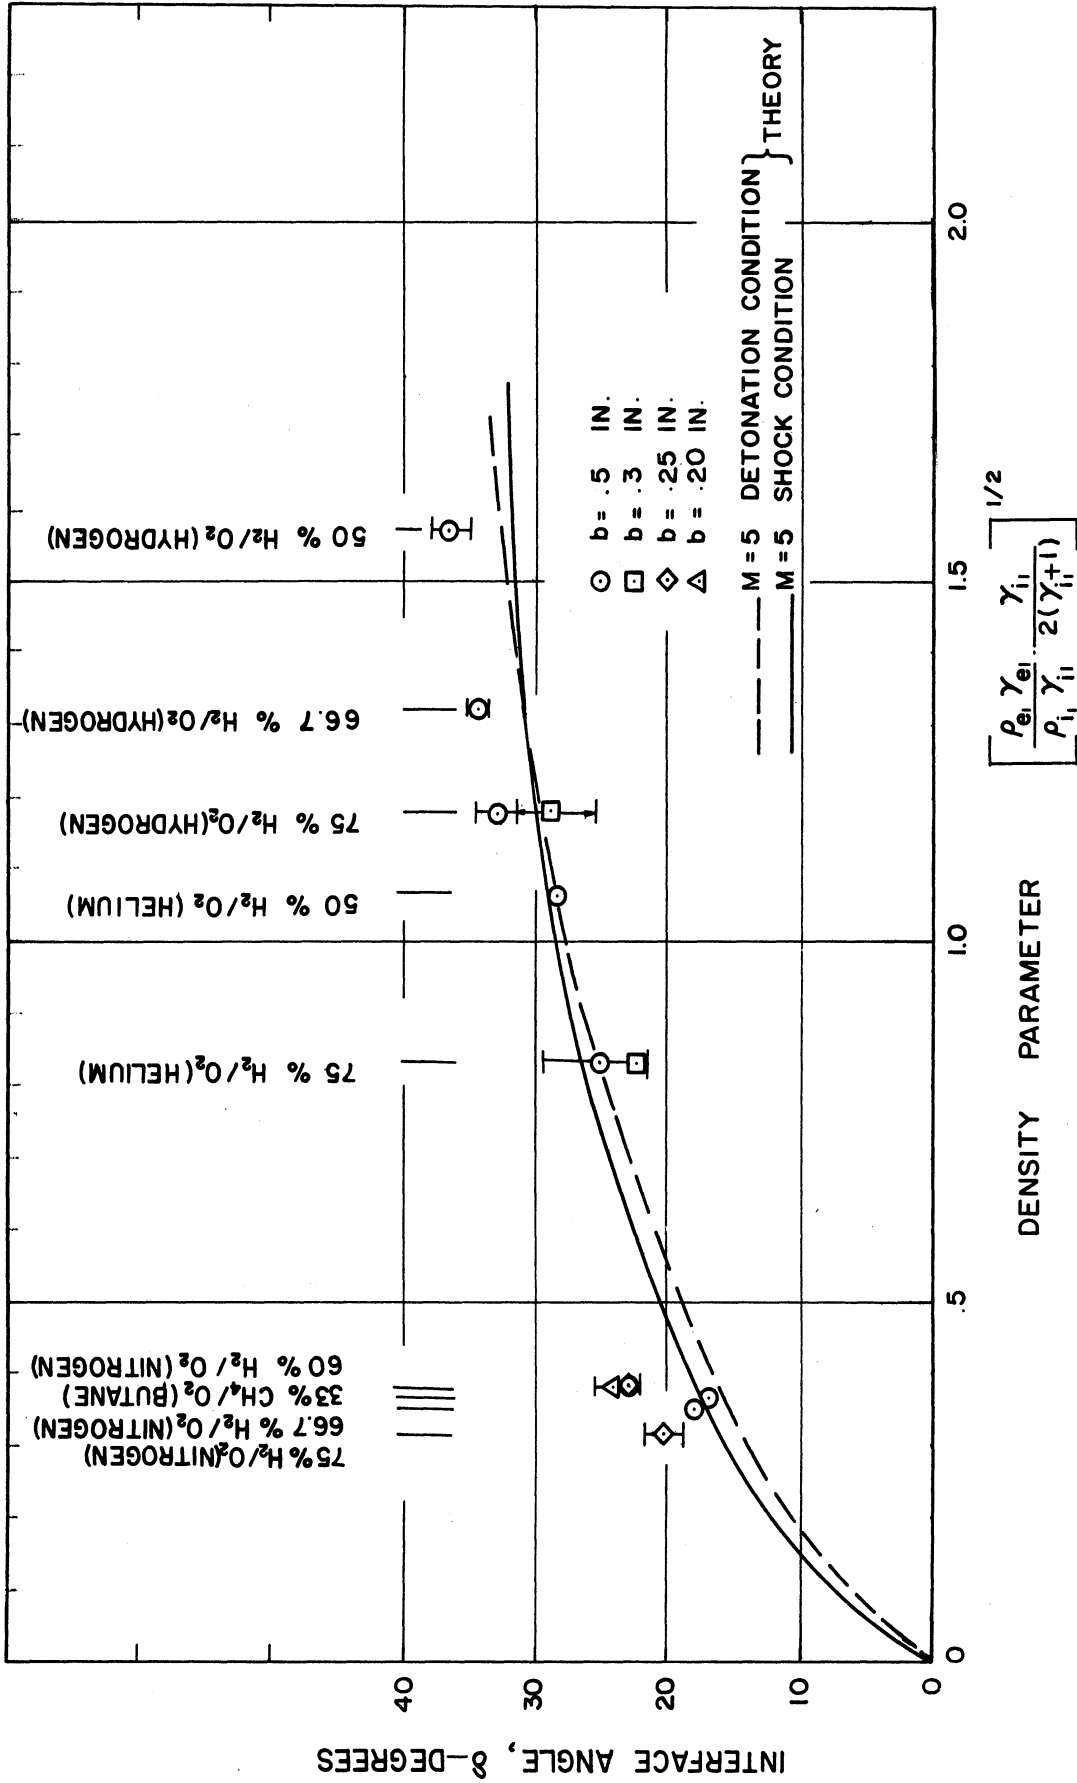 75% H₂/O₂(NITROGEN)
66.7 % H₂/O₂(NITROGEN)
33% CH₄/O₂(BUTANE)
60% H₂/O₂(NITROGEN)
75 % H₂/O₂(HELIUM)
50 % H₂/O₂(HELIUM)
75 % H₂/O₂(HYDROGEN)
66.7 % H₂/O₂(HYDROGEN)
50 % H₂/O₂(HYDROGEN)
INTERFACE ANGLE, δ—DEGREES
40
30
20
10
0
b = .5 IN.
b = .3 IN.
b = .25 IN.
b = .20 IN.
M = 5 DETONATION CONDITION
M = 5 SHOCK CONDITION
} THEORY
0
.5
1.0
1.5
2.0
DENSITY PARAMETER
[ρe₁ γe₁ / ρi₁ γi₁ · γi₁ / 2(γi₁+1)]1/2